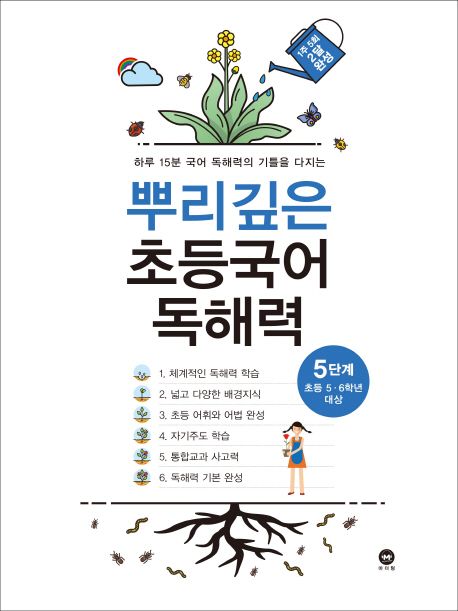 1주 5회
2달
완성
하루 15분 국어 독해력의 기틀을 다지는
뿌리깊은
초등국어
독해력
5단계
초등 5·6학년
대상
1. 체계적인 독해력 학습
2. 넓고 다양한 배경지식
3. 초등 어휘와 어법 완성
4. 자기주도 학습
5. 통합교과 사고력
6. 독해력 기본 완성
마더텅